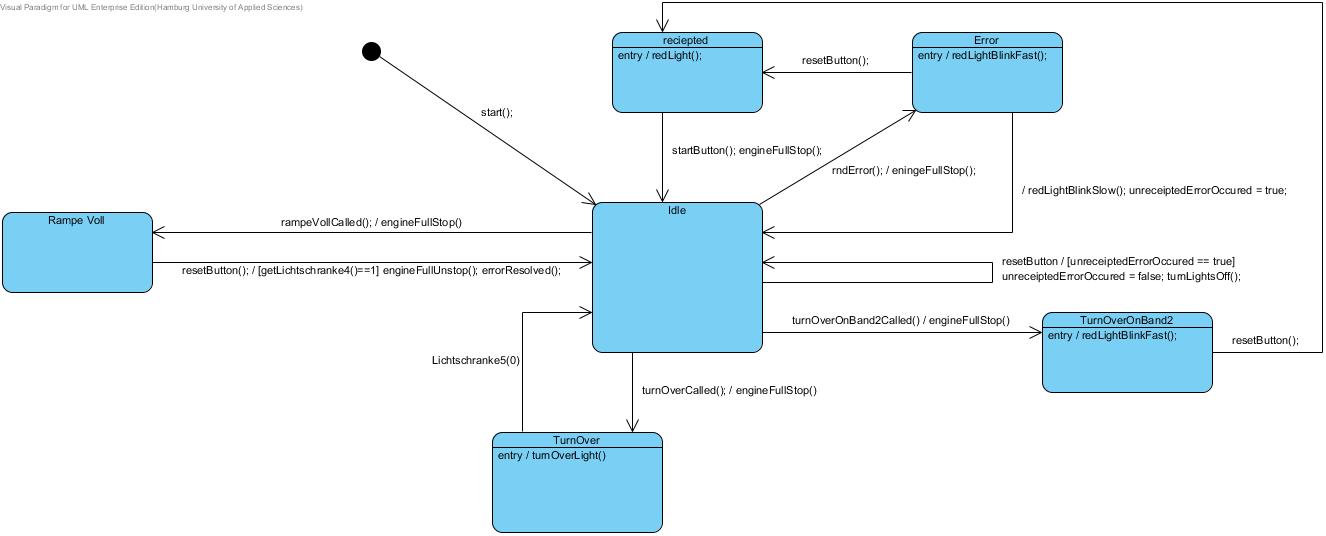 Visual Paradigm for UML Enterprise Edition(Hamburg University of Applied Sciences)
reciepted
entry / redLight();
Error
entry / redLightBlinkFast();
resetButton();
start();
startButton(); engineFullStop();
rndError(); / eningeFullStop();
/ redLightBlinkSlow(); unreceiptedErrorOccured = true;
Rampe Voll
rampeVollCalled(); / engineFullStop()
Idle
resetButton(); / [getLichtschranke4()==1] engineFullUnstop(); errorResolved();
resetButton / [unreceiptedErrorOccured == true]
unreceiptedErrorOccured = false; turnLightsOff();
turnOverOnBand2Called() / engineFullStop()
TurnOverOnBand2
entry / redLightBlinkFast();
resetButton();
Lichtschranke5(0)
turnOverCalled(); / engineFullStop()
TurnOver
entry / turnOverLight()